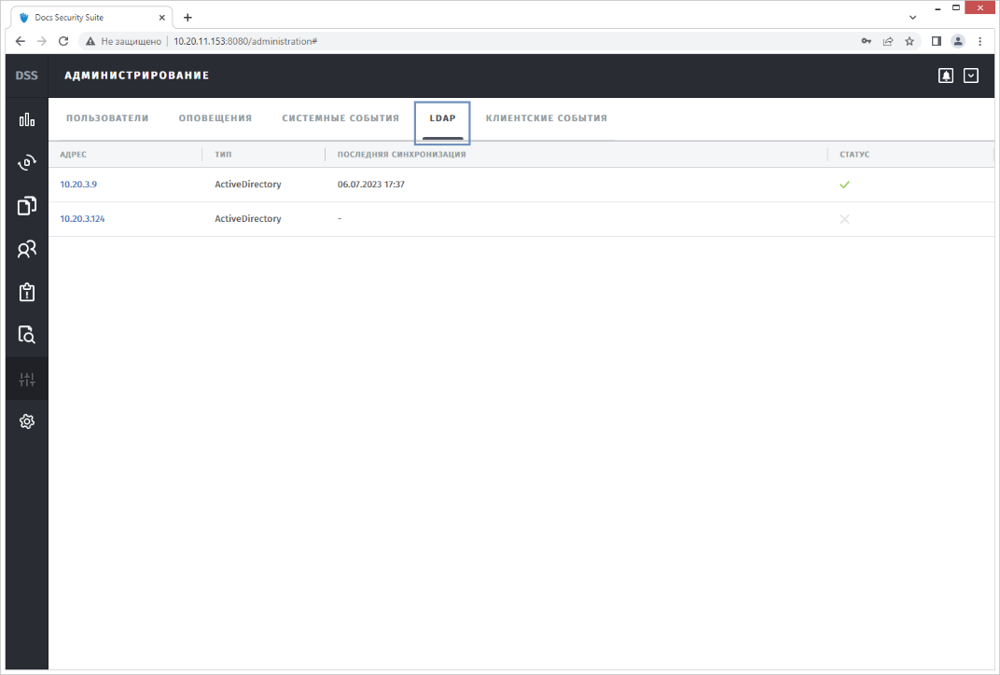 Docs Security Suite
Не защищено 10.20.11.153:8080/administration#
DSS АДМИНИСТРИРОВАНИЕ
ПОЛЬЗОВАТЕЛИ ОПОВЕЩЕНИЯ СИСТЕМНЫЕ СОБЫТИЯ LDAP КЛИЕНТСКИЕ СОБЫТИЯ
АДРЕС ТИП ПОСЛЕДНЯЯ СИНХРОНИЗАЦИЯ СТАТУС
10.20.3.9 ActiveDirectory 06.07.2023 17:37
10.20.3.124 ActiveDirectory -